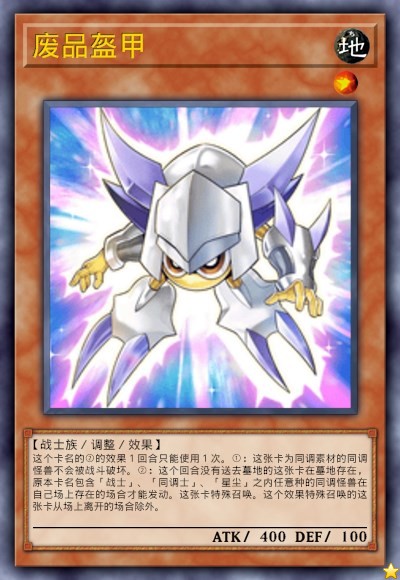 废品盔甲
地
【战士族／调整／效果】
这个卡名的②的效果1回合只能使用1次。①：这张卡为同调素材的同调
怪兽不会被战斗破坏。②：这个回合没有送去墓地的这张卡在墓地存在，
原本卡名包含「战士」、「同调士」、「星尘」之内任意种的同调怪兽在
自己场上存在的场合才能发动。这张卡特殊召唤。这个效果特殊召唤的这
张卡从场上离开的场合除外。
ATK/ 400 DEF/ 100